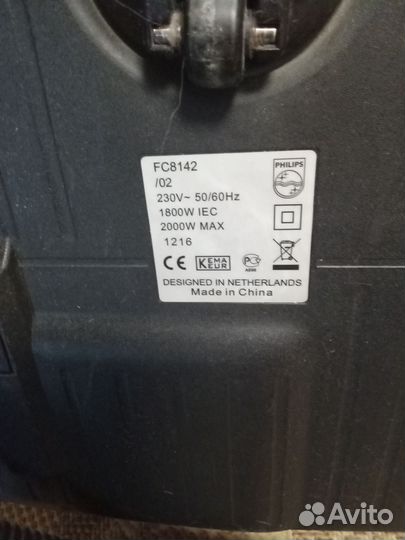 FC8142
/02
230V~ 50/60Hz
1800W IEC
2000W MAX
1216
PHILIPS
CE KEMA KEUR
DESIGNED IN NETHERLANDS
Made in China
Avito